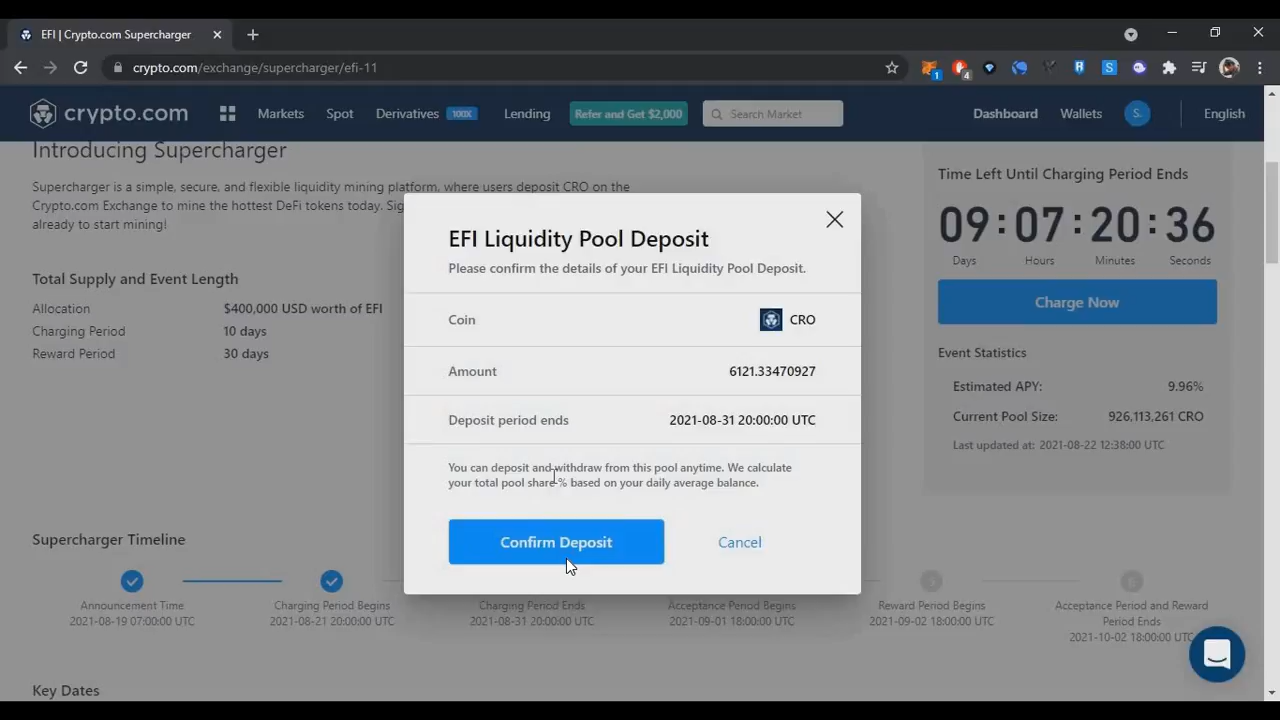 EFI | Crypto.com Supercharger
crypto.com/exchange/supercharger/efi-11
1
4
S
crypto.com
Markets
Spot
Derivatives 100X
Lending
Refer and Get $2,000
Search Market
Dashboard
Wallets
S.
English
Introducing Supercharger
Supercharger is a simple, secure, and flexible liquidity mining platform, where users deposit CRO on the
Crypto.com Exchange to mine the hottest DeFi tokens today.
already to start mining!
Total Supply and Event Length
Allocation $400,000 USD worth of EFI
Charging Period 10 days
Reward Period 30 days
EFI Liquidity Pool Deposit
Please confirm the details of your EFI Liquidity Pool Deposit.
Coin CRO
Amount 6121.33470927
Deposit period ends 2021-08-31 20:00:00 UTC
You can deposit and withdraw from this pool anytime. We calculate
your total pool share % based on your daily average balance.
Confirm Deposit
Cancel
Time Left Until Charging Period Ends
09:07:20:36
Days Hours Minutes Seconds
Charge Now
Event Statistics
Estimated APY: 9.96%
Current Pool Size: 926,113,261 CRO
Last updated at: 2021-08-22 12:38:00 UTC
Supercharger Timeline
Announcement Time
2021-08-19 07:00:00 UTC
Charging Period Begins
2021-08-21 20:00:00 UTC
Charging Period Ends
2021-08-31 20:00:00 UTC
Acceptance Period Begins
2021-09-01 18:00:00 UTC
Reward Period Begins
2021-09-02 18:00:00 UTC
Acceptance Period and Reward
Period Ends
2021-10-02 18:00:00 UTC
Key Dates